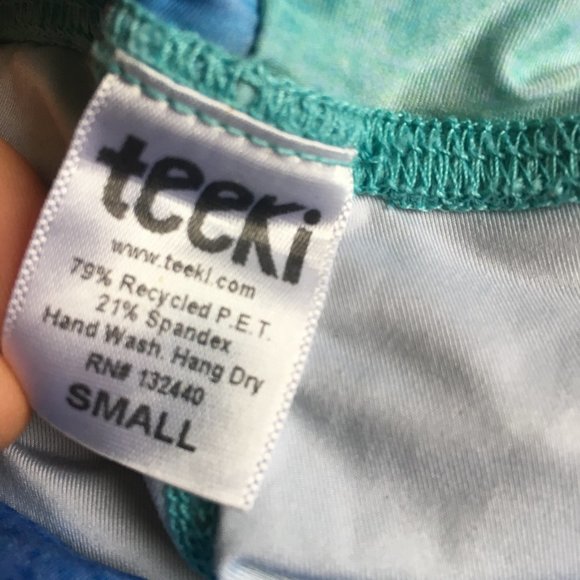 teeki
www.teeki.com
79% Recycled P.E.T.
21% Spandex
Hand Wash. Hang Dry
RN# 132440
SMALL